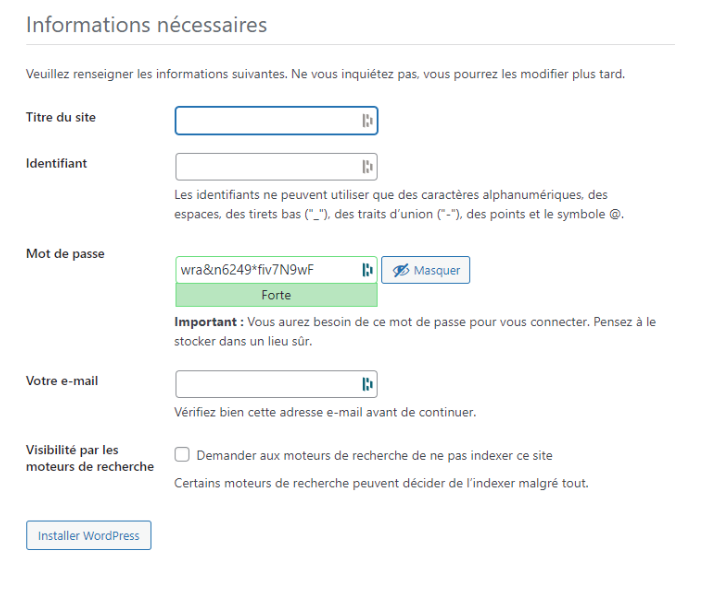 Informations nécessaires
Veuillez renseigner les informations suivantes. Ne vous inquiétez pas, vous pourrez les modifier plus tard.
Titre du site
Identifiant
Les identifiants ne peuvent utiliser que des caractères alphanumériques, des
espaces, des tirets bas ("_"), des traits d’union ("-"), des points et le symbole @.
Mot de passe
wra&n6249*fiv7N9wF
Masquer
Forte
Important : Vous aurez besoin de ce mot de passe pour vous connecter. Pensez à le
stocker dans un lieu sûr.
Votre e-mail
Vérifiez bien cette adresse e-mail avant de continuer.
Visibilité par les
moteurs de recherche
Demander aux moteurs de recherche de ne pas indexer ce site
Certains moteurs de recherche peuvent décider de l’indexer malgré tout.
Installer WordPress